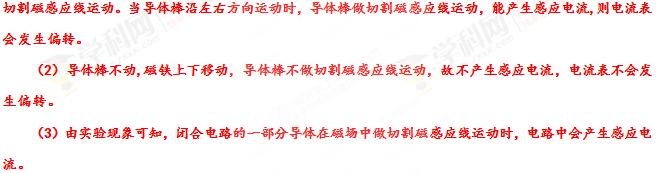 切割磁感应线运动。当导体棒沿左右方向运动时，导体棒做切割磁感应线运动，能产生感应电流，则电流表
会发生偏转。
（2）导体棒不动，磁铁上下移动，导体棒不做切割磁感应线运动，故不产生感应电流，电流表不会发
生偏转。
（3）由实验现象可知，闭合电路的一部分导体在磁场中做切割磁感应线运动时，电路中会产生感应电
流。